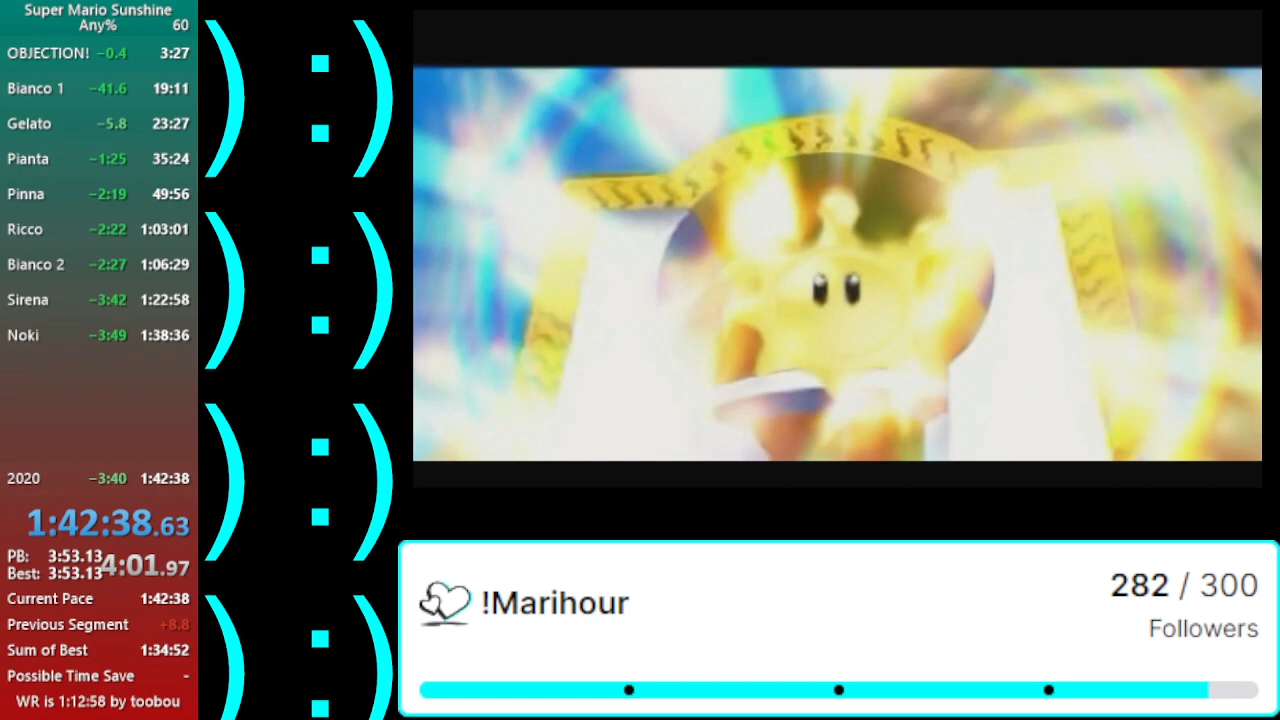 Super Mario Sunshine
Any% 60
OBJECTION! −0.4 3:27
Bianco 1 −41.6 19:11
Gelato −5.8 23:27
Pianta −1:25 35:24
Pinna −2:19 49:56
Ricco −2:22 1:03:01
Bianco 2 −2:27 1:06:29
Sirena −3:42 1:22:58
Noki −3:49 1:38:36
2020 −3:40 1:42:38
1:42:38.63
PB: 3:53.13
Best: 3:53.13
4:01.97
Current Pace 1:42:38
Previous Segment +8.8
Sum of Best 1:34:52
Possible Time Save -
WR is 1:12:58 by toobou
) :)
) :)
) :)
) :)
!Marihour
282 / 300
Followers